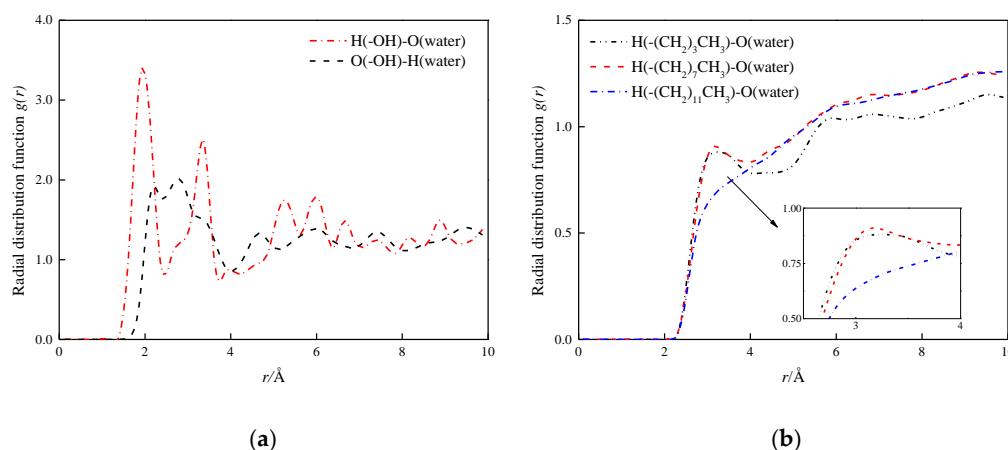 4.0
3.0
2.0
1.0
0.0
0
2
4
6
8
10
Radial distribution function g(r)
r/Å
H(-OH)-O(water)
O(-OH)-H(water)
(a)
1.5
1.0
0.5
0.0
0
2
4
6
8
10
Radial distribution function g(r)
r/Å
H(-(CH2)3CH3)-O(water)
H(-(CH2)7CH3)-O(water)
H(-(CH2)11CH3)-O(water)
1.00
0.75
0.50
3
4
(b)